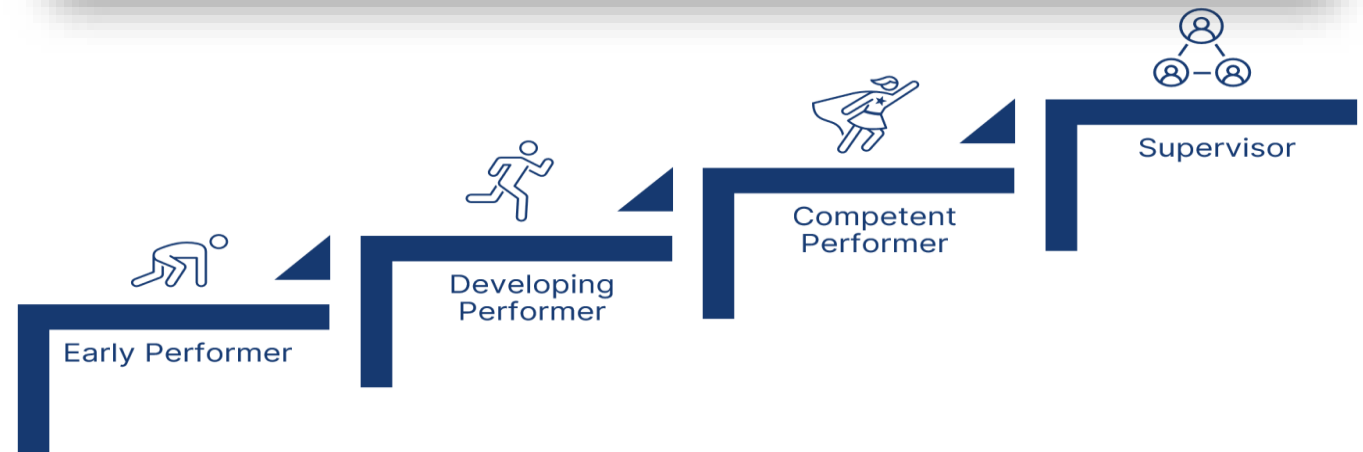 Supervisor
Competent
Performer
Developing
Performer
Early Performer